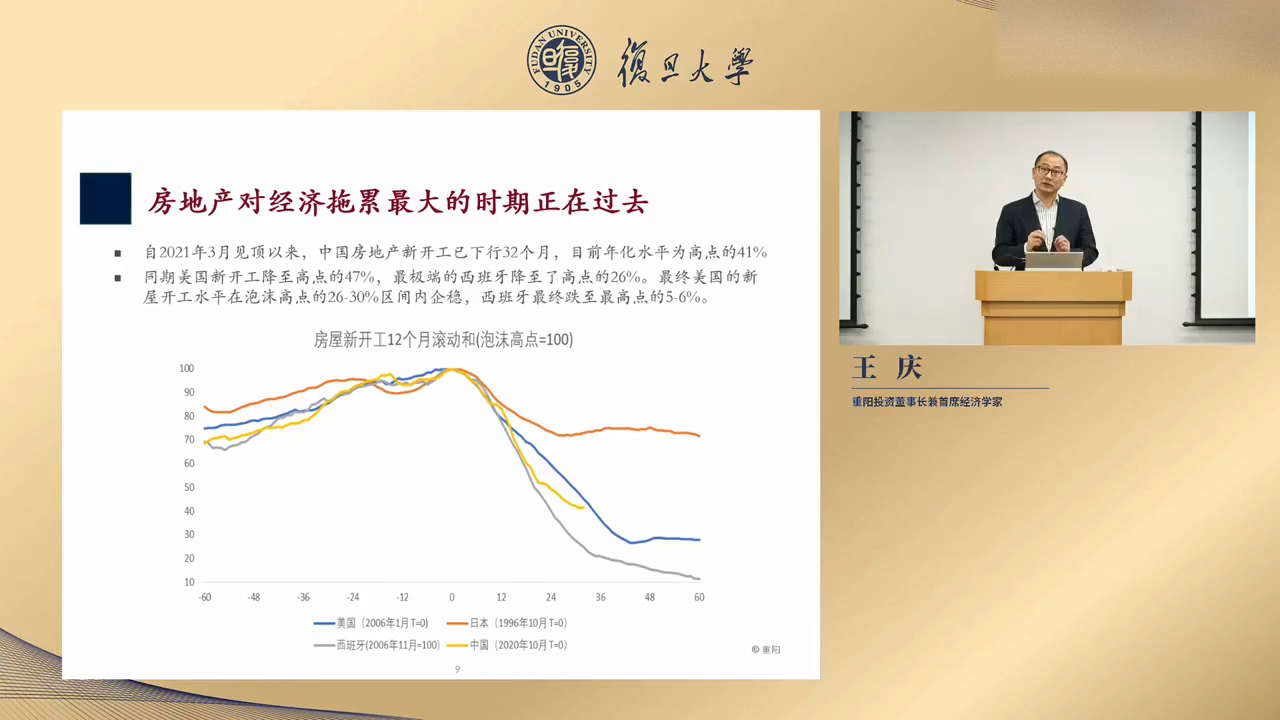 FUDAN UNIVERSITY
1905
復旦大學
房地产对经济拖累最大的时期正在过去
■ 自2021年3月见顶以来，中国房地产新开工已下行32个月，目前年化水平为高点的41%
■ 同期美国新开工降至高点的47%，最极端的西班牙降至了高点的26%。最终美国的新
屋开工水平在泡沫高点的26-30%区间内企稳，西班牙最终跌至最高点的5-6%。
房屋新开工12个月滚动和(泡沫高点=100)
100
90
80
70
60
50
40
30
20
10
-60 -48 -36 -24 -12 0 12 24 36 48 60
美国（2006年1月T=0) 日本（1996年10月T=0）
西班牙(2006年11月=100） 中国（2020年10月T=0）
© 重阳
9
王 庆
重阳投资董事长兼首席经济学家